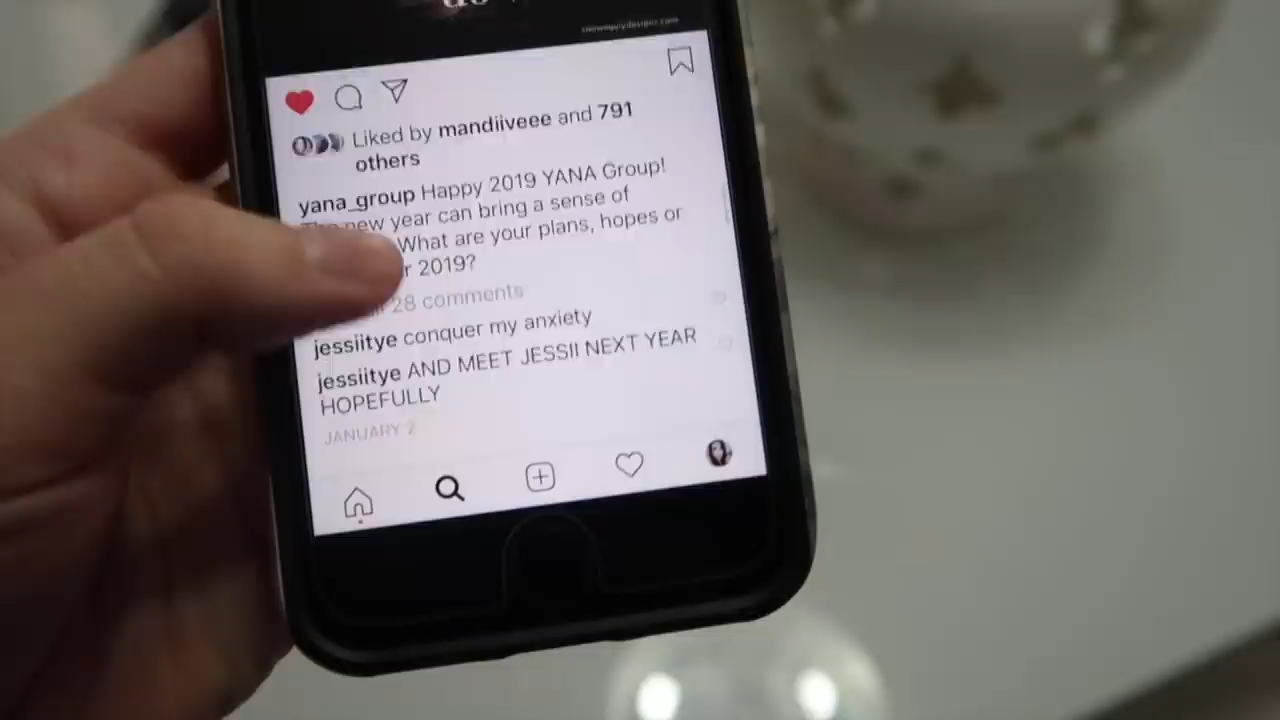 Liked by mandiiveee and 791
others
yana_group Happy 2019 YANA Group!
The new year can bring a sense of
What are your plans, hopes or
r 2019?
28 comments
jessiitye conquer my anxiety
jessiitye AND MEET JESSII NEXT YEAR
HOPEFULLY
JANUARY 2